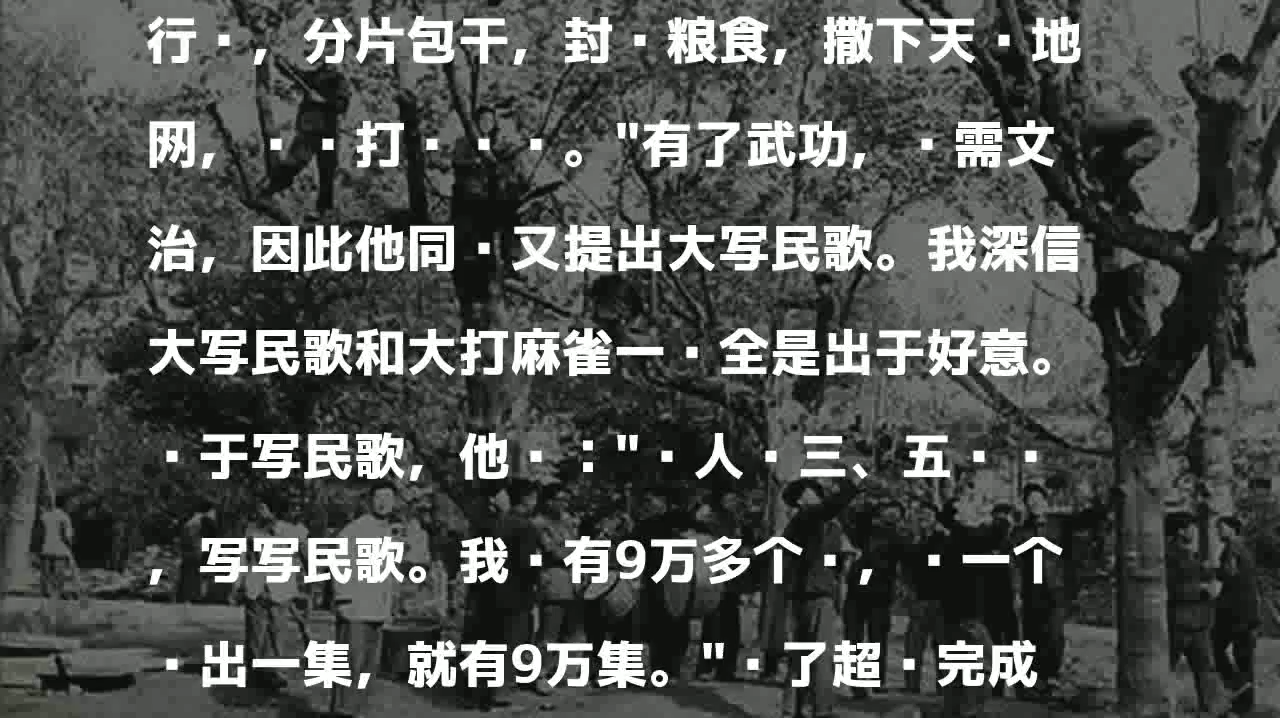 行·，分片包干，封·粮食，撒下天·地
网，··打···。"有了武功，·需文
治，因此他同·又提出大写民歌。我深信
大写民歌和大打麻雀一·全是出于好意。
·于写民歌，他·："·人·三、五··
，写写民歌。我·有9万多个·，·一个
·出一集，就有9万集。"·了超·完成